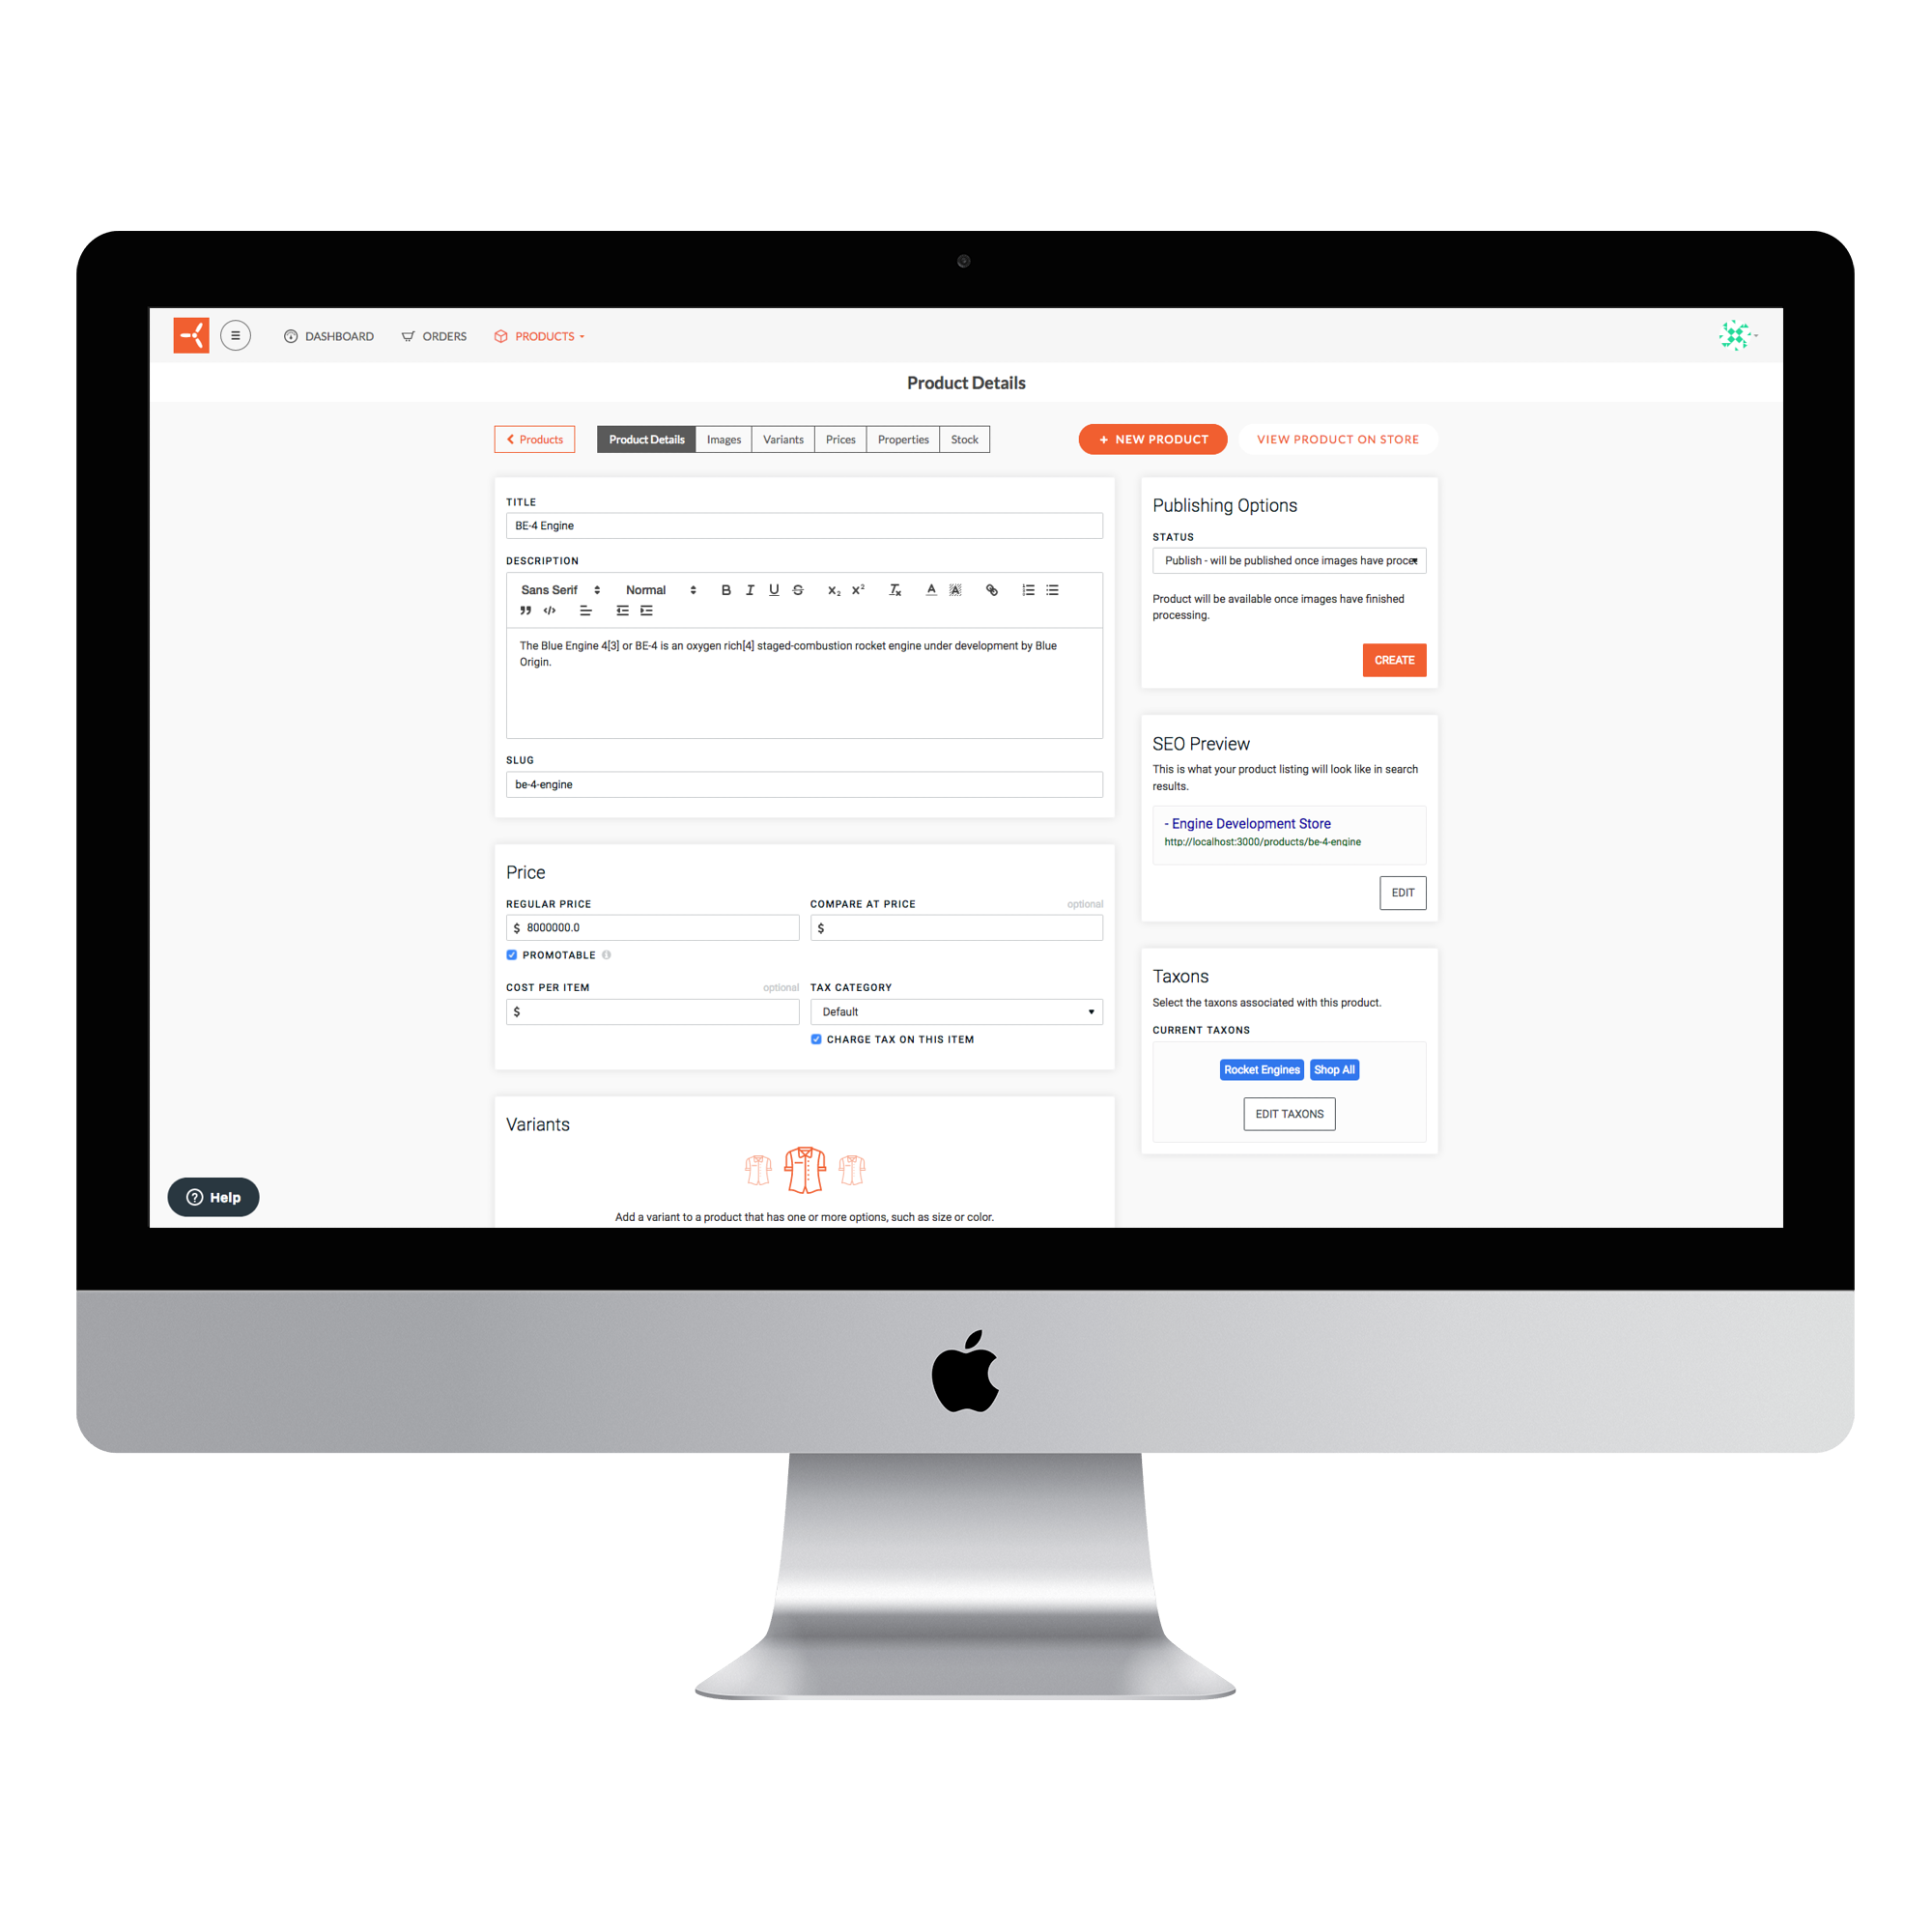 DASHBOARD
ORDERS
PRODUCTS
Product Details
Products
Product Details
Images
Variants
Prices
Properties
Stock
+ NEW PRODUCT
VIEW PRODUCT ON STORE
TITLE
BE-4 Engine
DESCRIPTION
Sans Serif
Normal
The Blue Engine 4[3] or BE-4 is an oxygen rich[4] staged-combustion rocket engine under development by Blue
Origin.
SLUG
be-4-engine
Price
REGULAR PRICE
$ 8000000.0
PROMOTABLE
COMPARE AT PRICE
optional
$
COST PER ITEM
optional
$
TAX CATEGORY
Default
CHARGE TAX ON THIS ITEM
Variants
Add a variant to a product that has one or more options, such as size or color.
Publishing Options
STATUS
Publish - will be published once images have proce
Product will be available once images have finished
processing.
CREATE
SEO Preview
This is what your product listing will look like in search
results.
- Engine Development Store
http://localhost:3000/products/be-4-engine
EDIT
Taxons
Select the taxons associated with this product.
CURRENT TAXONS
Rocket Engines
Shop All
EDIT TAXONS
Help